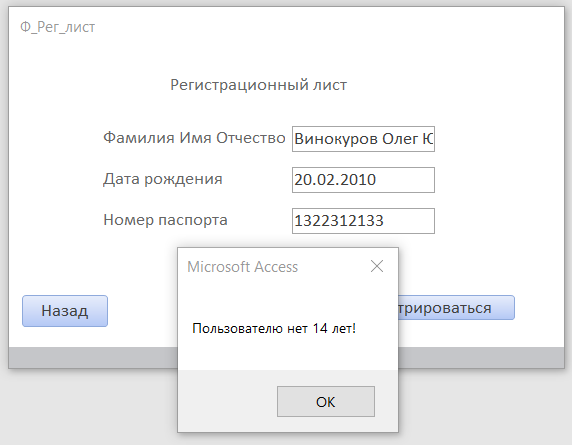 Ф_Рег_лист
Регистрационный лист
Фамилия Имя Отчество Винокуров Олег Ю
Дата рождения 20.02.2010
Номер паспорта 1322312133
Microsoft Access
Пользователю нет 14 лет!
Назад
трироваться
OK